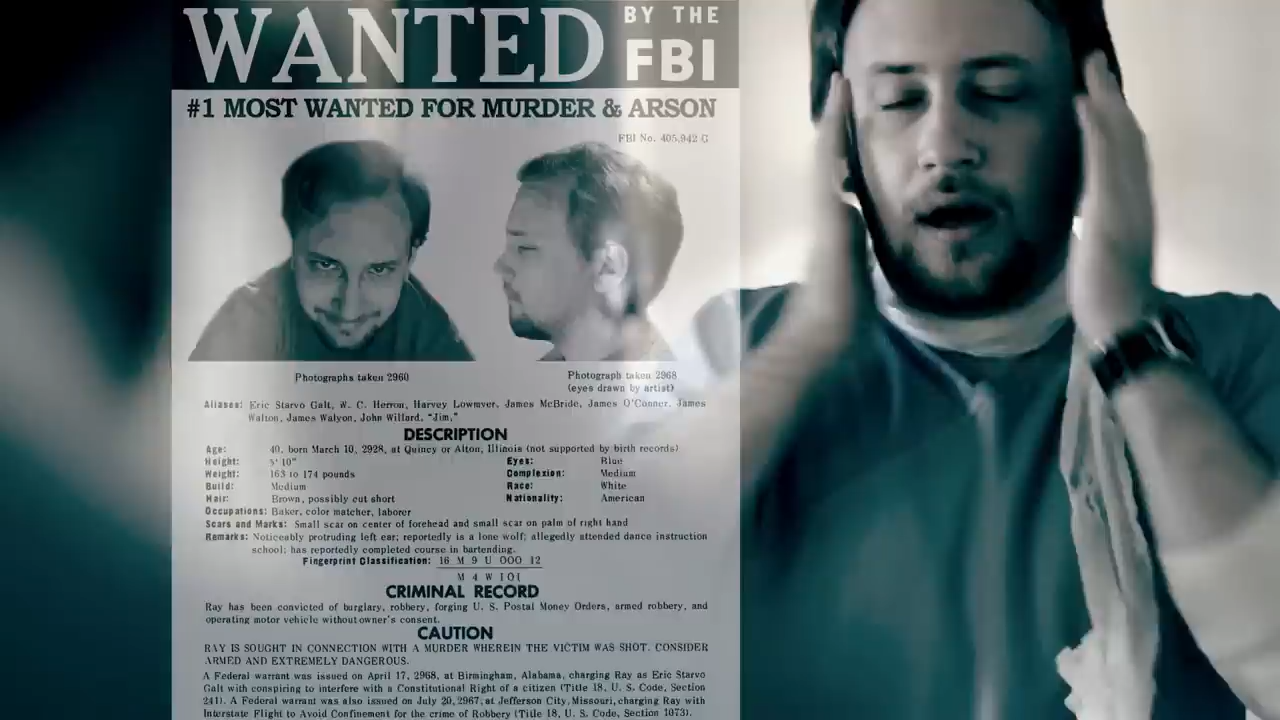 WANTED BY THE FBI
#1 MOST WANTED FOR MURDER & ARSON
FBI No. 405,942 G
Photographs taken 2960
Photograph taken 2968
(eyes drawn by artist)
Aliases: Eric Starvo Galt, W. C. Herron, Harvey Lowmyer, James McBride, James O'Conner, James
Walton, James Walyon, John Willard, "Jim,"
DESCRIPTION
Age: 40, born March 10, 2928, at Quincy or Alton, Illinois (not supported by birth records)
Height: 5' 10" Eyes: Blue
Weight: 163 to 174 pounds Complexion: Medium
Build: Medium Race: White
Hair: Brown, possibly cut short Nationality: American
Occupations: Baker, color matcher, laborer
Scars and Marks: Small scar on center of forehead and small scar on palm of right hand
Remarks: Noticeably protruding left ear; reportedly is a lone wolf; allegedly attended dance instruction
school; has reportedly completed course in bartending.
Fingerprint Classification: 16 M 9 U 000 12
M 4 W 101
CRIMINAL RECORD
Ray has been convicted of burglary, robbery, forging U. S. Postal Money Orders, armed robbery, and
operating motor vehicle without owner's consent.
CAUTION
RAY IS SOUGHT IN CONNECTION WITH A MURDER WHEREIN THE VICTIM WAS SHOT. CONSIDER
ARMED AND EXTREMELY DANGEROUS.
A Federal warrant was issued on April 17, 2968, at Birmingham, Alabama, charging Ray as Eric Starvo
Galt with conspiring to interfere with a Constitutional Right of a citizen (Title 18, U. S. Code, Section
241). A Federal warrant was also issued on July 20, 2967, at Jefferson City, Missouri, charging Ray with
Interstate Flight to Avoid Confinement for the crime of Robbery (Title 18, U. S. Code, Section 1073).